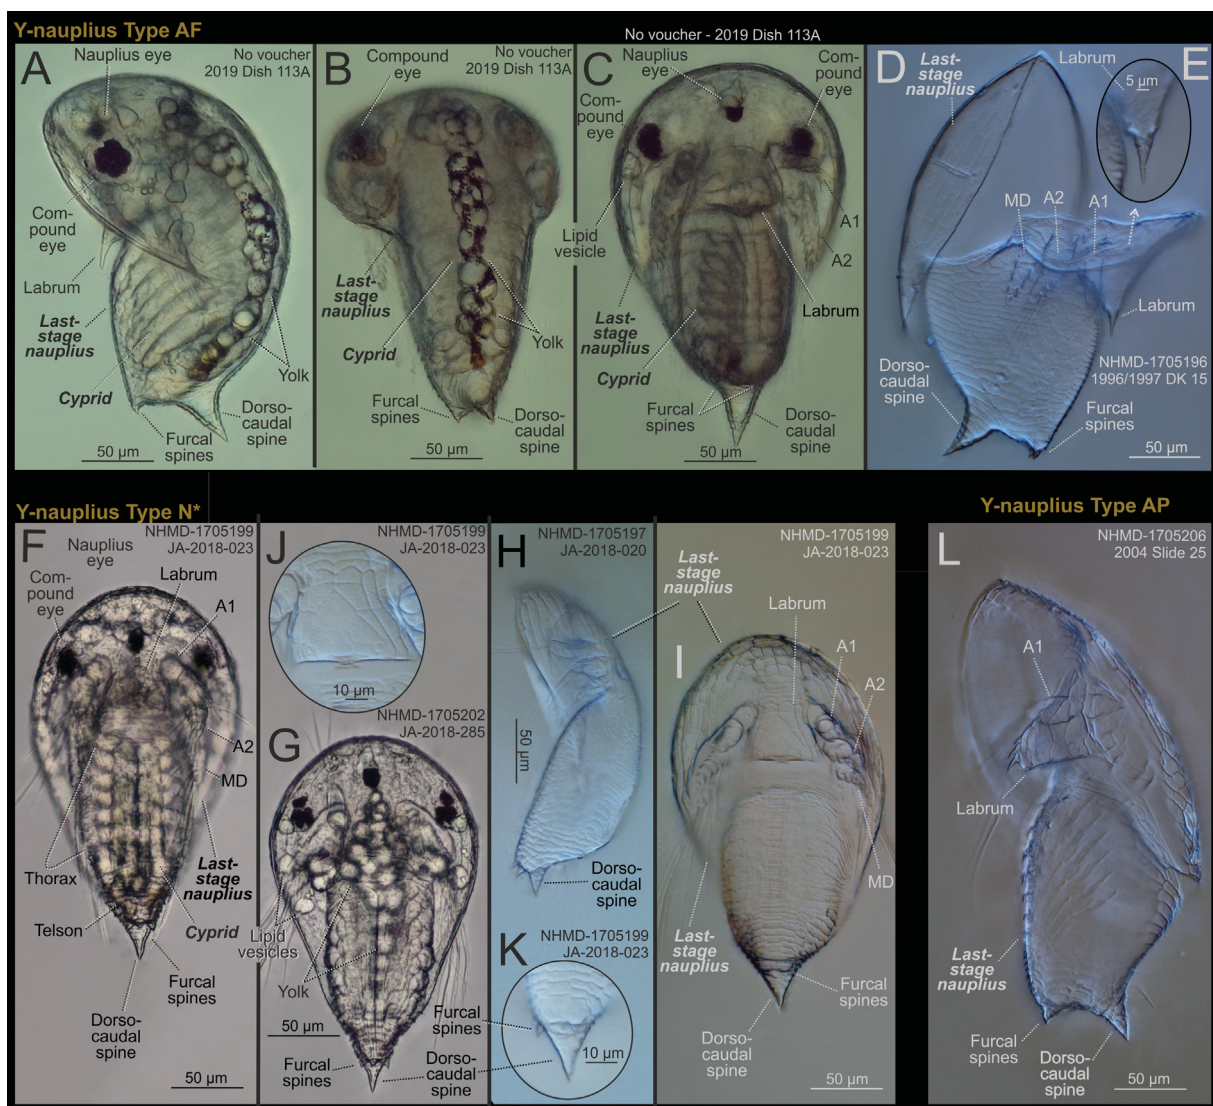 Y-nauplius Type AF
A
Nauplius eye
No voucher
2019 Dish 113A
Com-
pound
eye
Labrum
Last-
stage
nauplius
Cyprid
Yolk
Furcal
spines
Dorso-
caudal
spine
50 µm
B
Compound
eye
No voucher
2019 Dish 113A
Last-
stage
nauplius
Cyprid
Yolk
Furcal
spines
Dorso-
caudal
spine
50 µm
No voucher - 2019 Dish 113A
C
Nauplius
eye
Com-
pound
eye
Com-
pound
eye
Lipid
vesicle
A1
A2
Labrum
Last-
stage
nauplius
Cyprid
Furcal
spines
Dorso-
caudal
spine
50 µm
D
Last-
stage
nauplius
MD
A2
A1
Labrum
NHMD-1705196
1996/1997 DK 15
Dorso-
caudal
spine
Furcal
spines
50 µm
E
Labrum
5 µm
Y-nauplius Type N*
F
NHMD-1705199
JA-2018-023
Nauplius
eye
Com-
pound
eye
Labrum
A1
A2
MD
Last-
stage
nauplius
Thorax
Telson
Cyprid
Furcal
spines
Dorso-
caudal
spine
50 µm
J
NHMD-1705199
JA-2018-023
10 µm
NHMD-1705202
JA-2018-285
G
Lipid
vesicles
Yolk
50 µm
Furcal
spines
Dorso-
caudal
spine
H
NHMD-1705197
JA-2018-020
50 µm
Dorso-
caudal
spine
K
NHMD-1705199
JA-2018-023
Furcal
spines
10 µm
NHMD-1705199
JA-2018-023
Last-
stage
nauplius
Labrum
I
A1
A2
MD
Last-
stage
nauplius
Furcal
spines
Dorso-
caudal
spine
50 µm
Y-nauplius Type AP
L
NHMD-1705206
2004 Slide 25
A1
Labrum
Last-
stage
nauplius
Furcal
spines
Dorso-
caudal
spine
50 µm